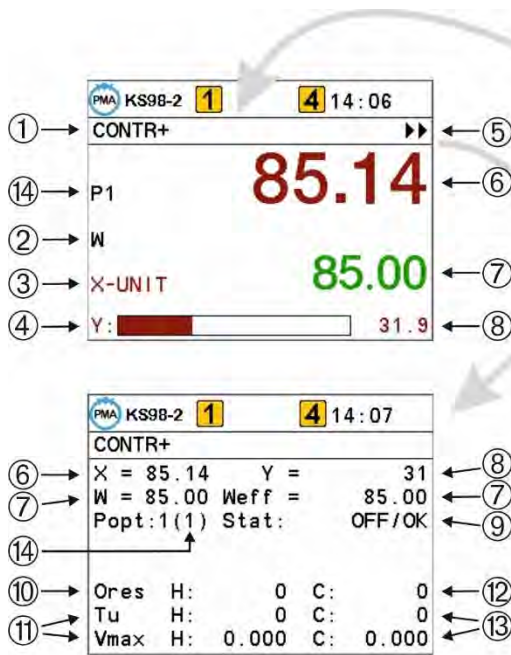 PMA KS98-2 1 4 14:06
① CONTR+ ▶▶ ⑤
⑭ P1 85.14 ⑥
② W
③ X-UNIT 85.00 ⑦
④ Y: 31.9 ⑧
PMA KS98-2 1 4 14:07
CONTR+
⑥ X = 85.14 Y = 31 ⑧
⑦ W = 85.00 Weff = 85.00 ⑦
Popt:1(1) Stat: OFF/OK ⑨
⑭
⑩ Ores H: 0 C: 0 ⑫
⑪ Tu H: 0 C: 0 ⑬
Vmax H: 0.000 C: 0.000